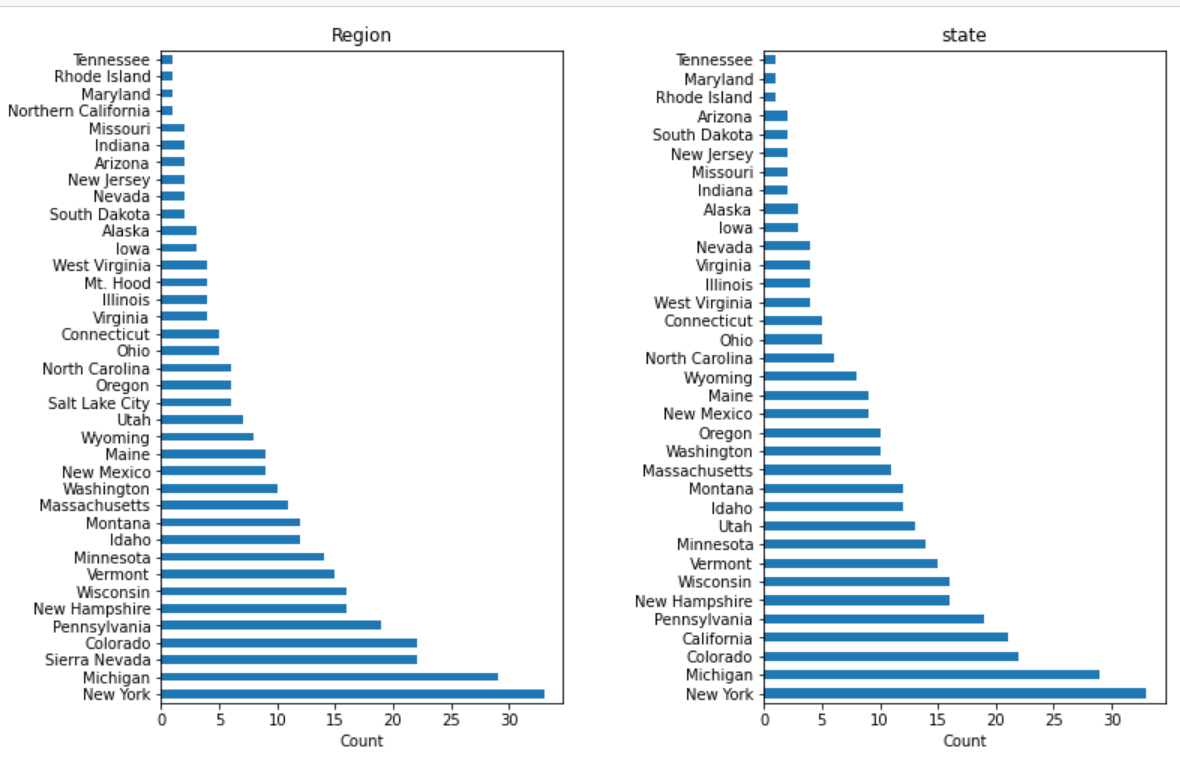 Region
Tennessee
Rhode Island
Maryland
Northern California
Missouri
Indiana
Arizona
New Jersey
Nevada
South Dakota
Alaska
Iowa
West Virginia
Mt. Hood
Illinois
Virginia
Connecticut
Ohio
North Carolina
Oregon
Salt Lake City
Utah
Wyoming
Maine
New Mexico
Washington
Massachusetts
Montana
Idaho
Minnesota
Vermont
Wisconsin
New Hampshire
Pennsylvania
Colorado
Sierra Nevada
Michigan
New York
0 5 10 15 20 25 30
Count
state
Tennessee
Maryland
Rhode Island
Arizona
South Dakota
New Jersey
Missouri
Indiana
Alaska
Iowa
Nevada
Virginia
Illinois
West Virginia
Connecticut
Ohio
North Carolina
Wyoming
Maine
New Mexico
Oregon
Washington
Massachusetts
Montana
Idaho
Utah
Minnesota
Vermont
Wisconsin
New Hampshire
Pennsylvania
California
Colorado
Michigan
New York
0 5 10 15 20 25 30
Count